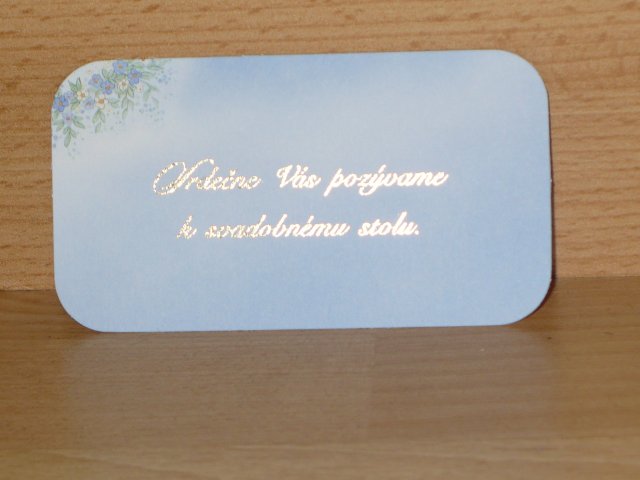 Srdečne Vás pozývame
k svadobnému stolu.